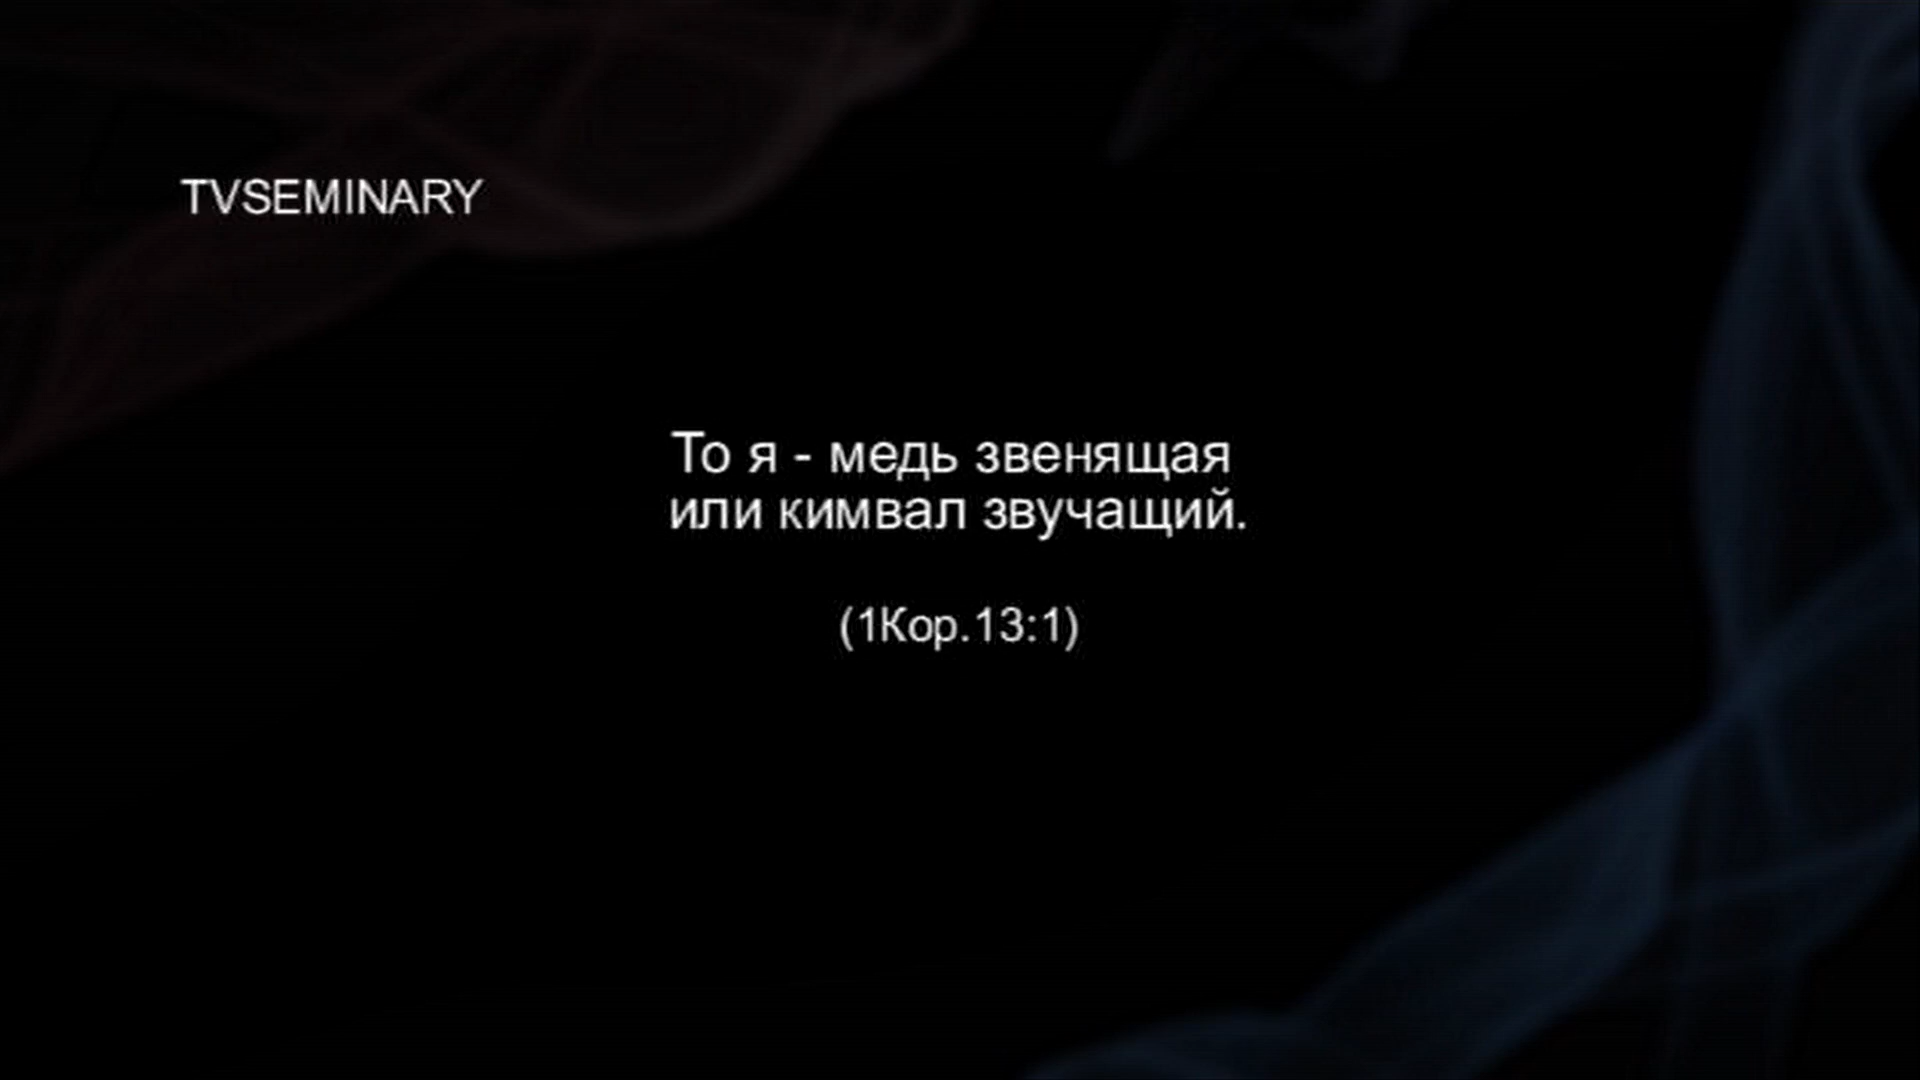 TVSEMINARY
То я - медь звенящая
или кимвал звучащий.
(1Кор.13:1)